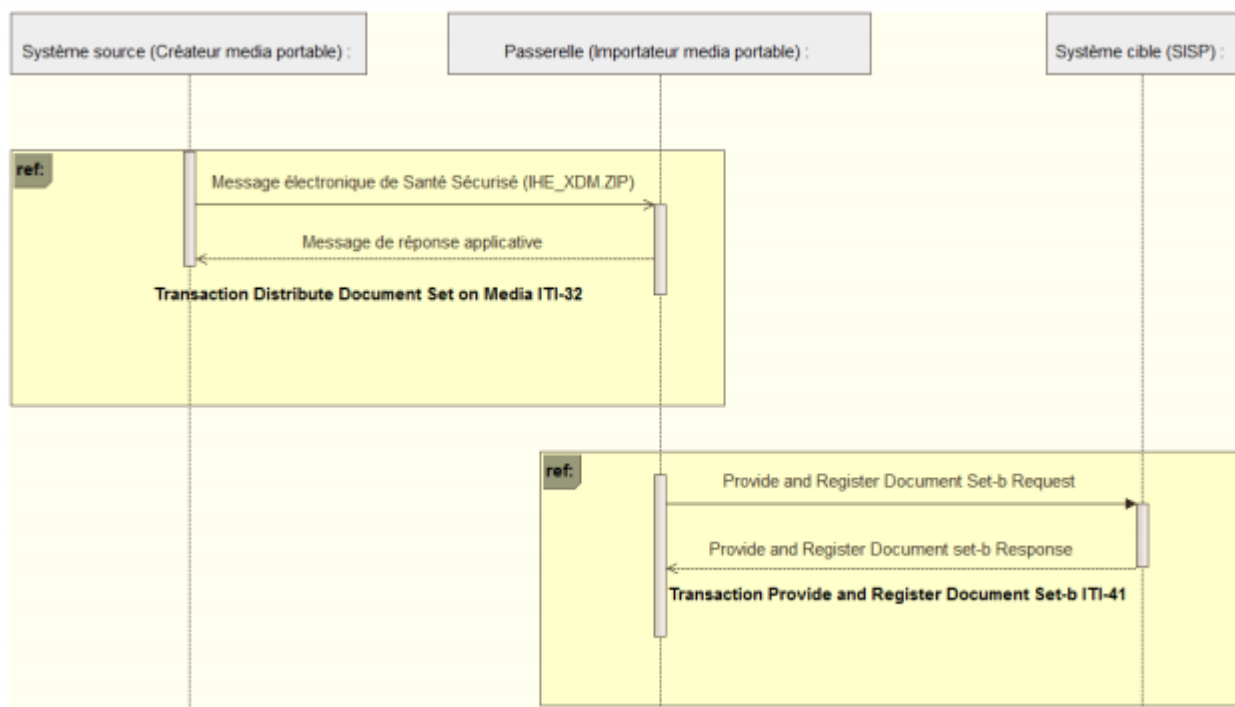 Système source (Créateur media portable) :
Passerelle (Importateur media portable) :
Système cible (SISP) :
ref:
Message électronique de Santé Sécurisé (IHE_XDM.ZIP)
Message de réponse applicative
Transaction Distribute Document Set on Media ITI-32
ref:
Provide and Register Document Set-b Request
Provide and Register Document set-b Response
Transaction Provide and Register Document Set-b ITI-41